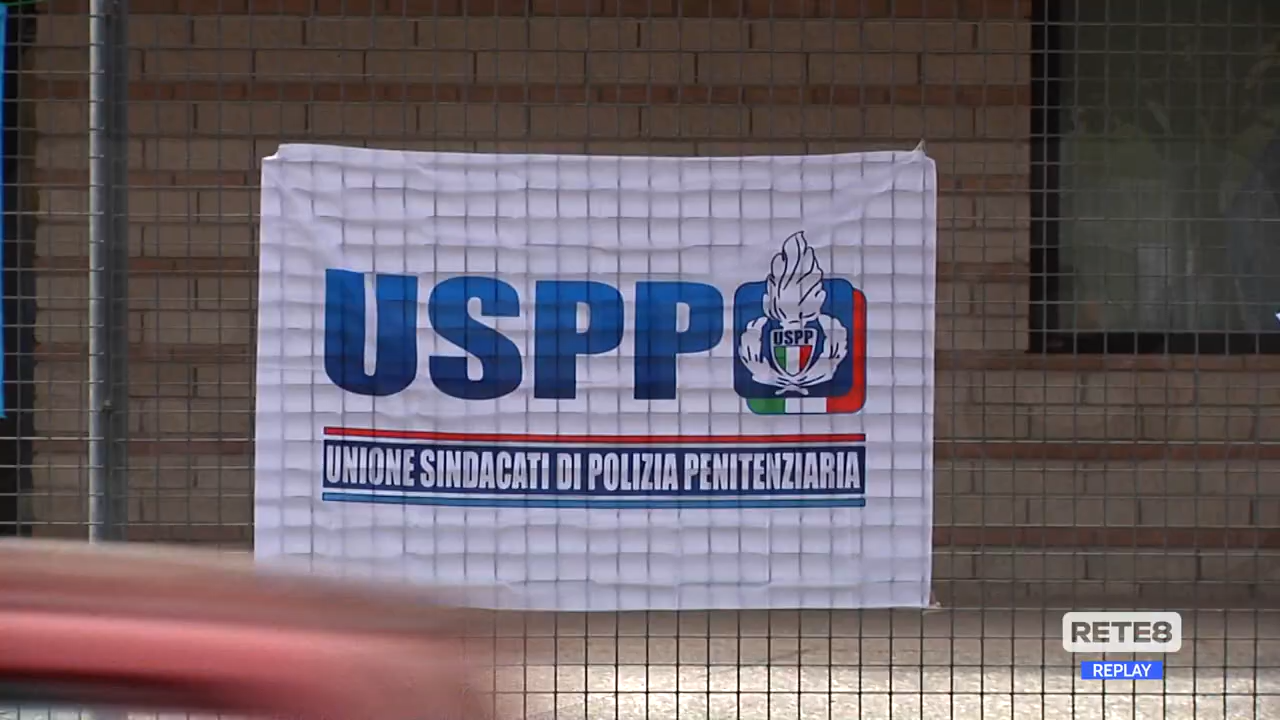 USPP
USPP
UNIONE SINDACATI DI POLIZIA PENITENZIARIA
RETE8
REPLAY